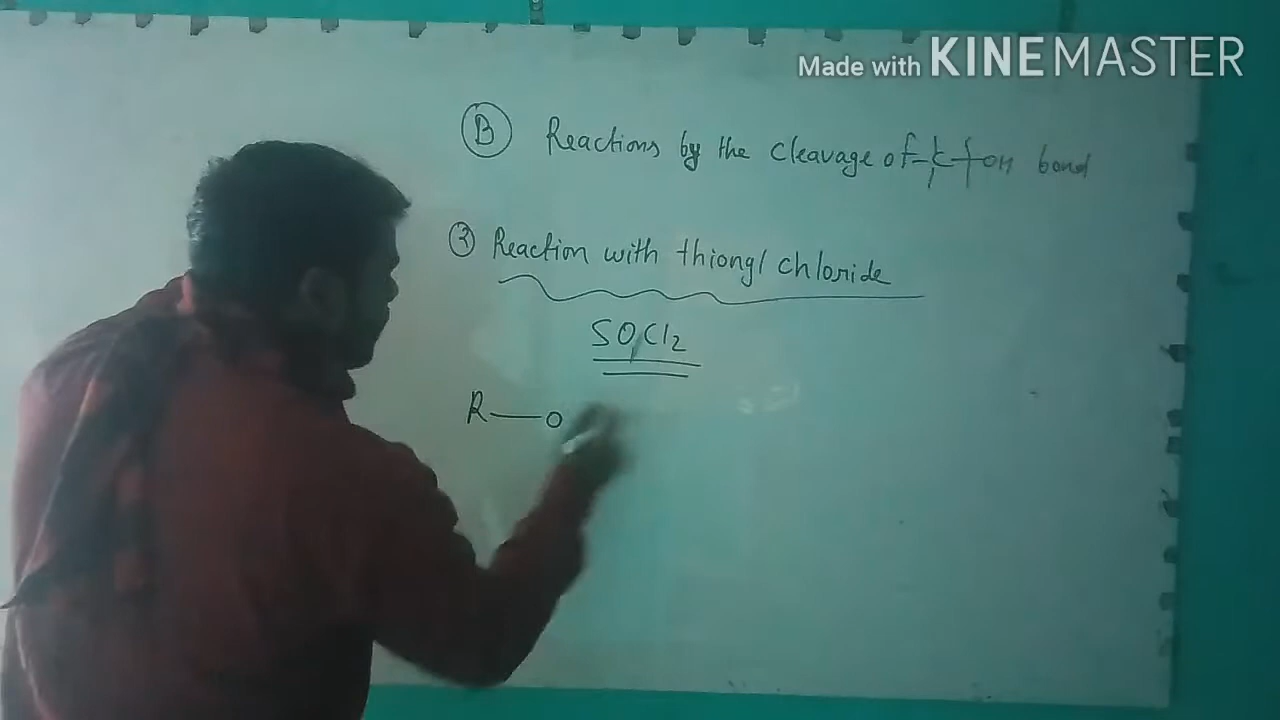 Made with KINEMASTER
B Reactions by the Cleavage of -C-OH bond
3 Reaction with thionyl chloride
SOCl2
R—O